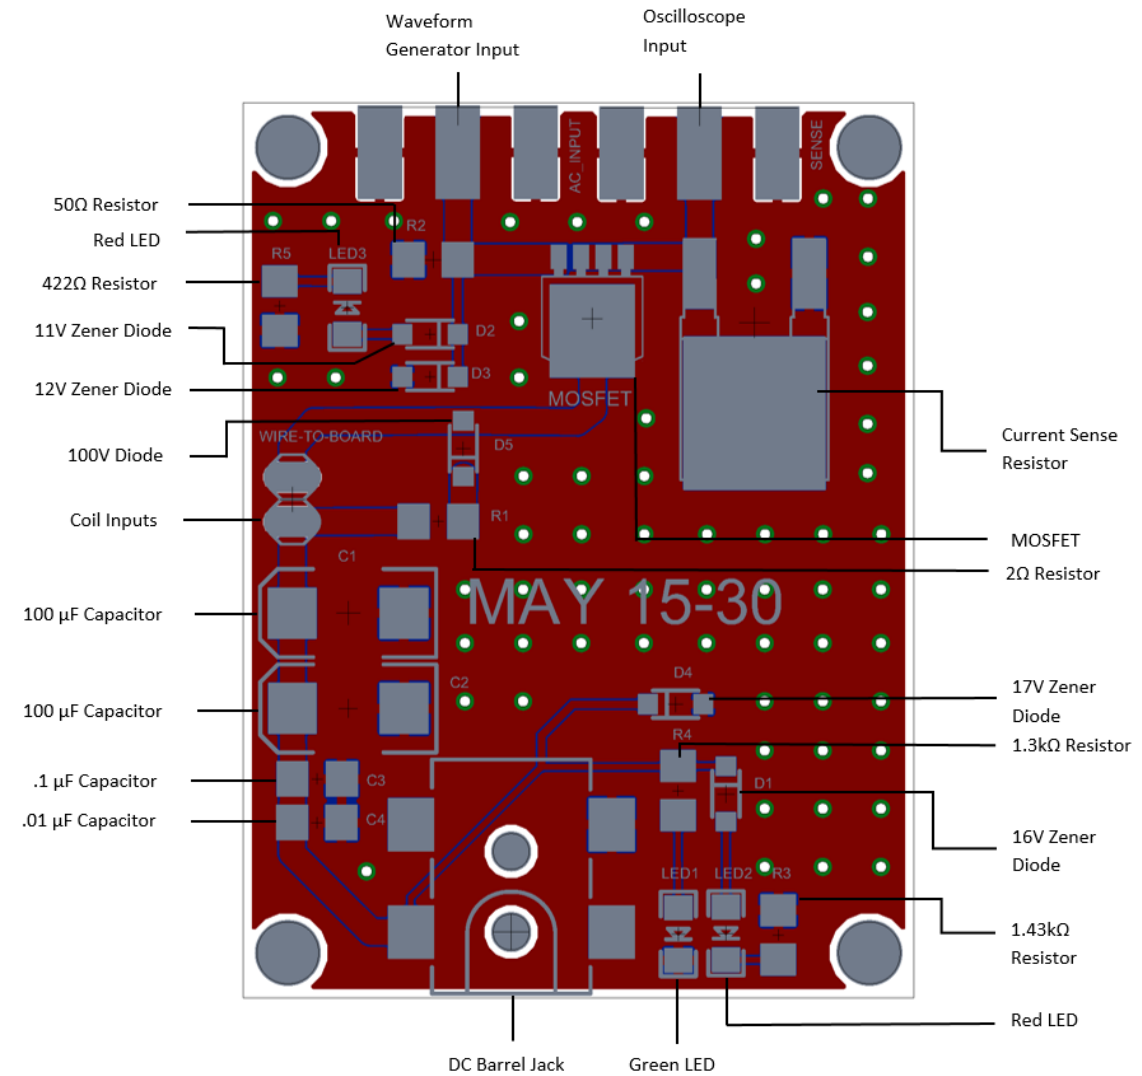 Waveform
Generator Input
Oscilloscope
Input
AC_INPUT
SENSE
50Ω Resistor
R2
Red LED
R5
LED3
422Ω Resistor
11V Zener Diode
D2
12V Zener Diode
D3
MOSFET
WIRE-TO-BOARD
D5
100V Diode
Current Sense
Resistor
Coil Inputs
R1
MOSFET
C1
2Ω Resistor
100 µF Capacitor
MAY 15-30
D4
C2
17V Zener
Diode
100 µF Capacitor
R4
1.3kΩ Resistor
.1 µF Capacitor
C3
D1
.01 µF Capacitor
C4
16V Zener
Diode
LED1
LED2
R3
1.43kΩ
Resistor
Red LED
DC Barrel Jack
Green LED